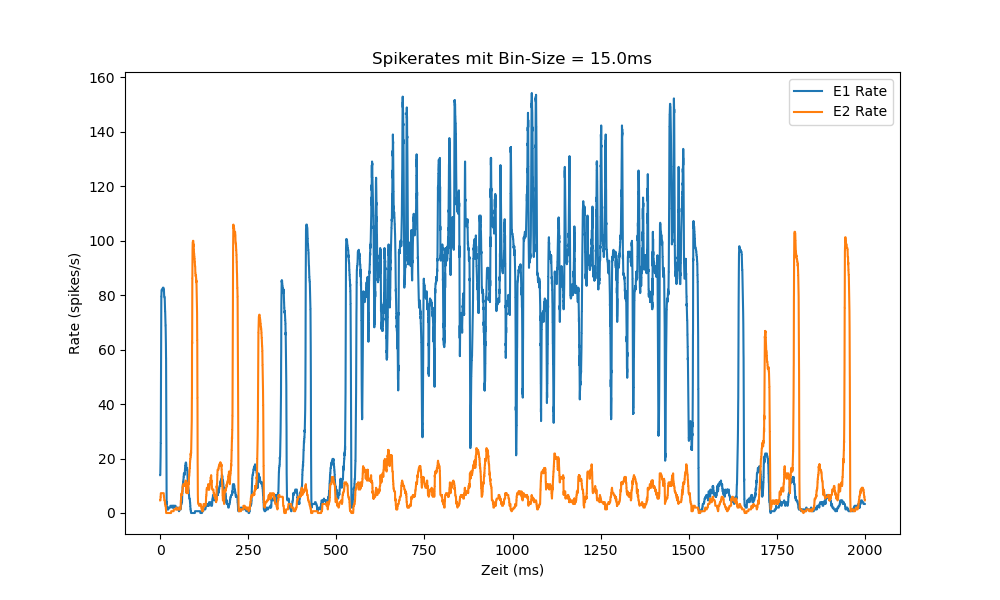 Spikerates mit Bin-Size = 15.0ms
E1 Rate
E2 Rate
Rate (spikes/s)
160
140
120
100
80
60
40
20
0
0 250 500 750 1000 1250 1500 1750 2000
Zeit (ms)